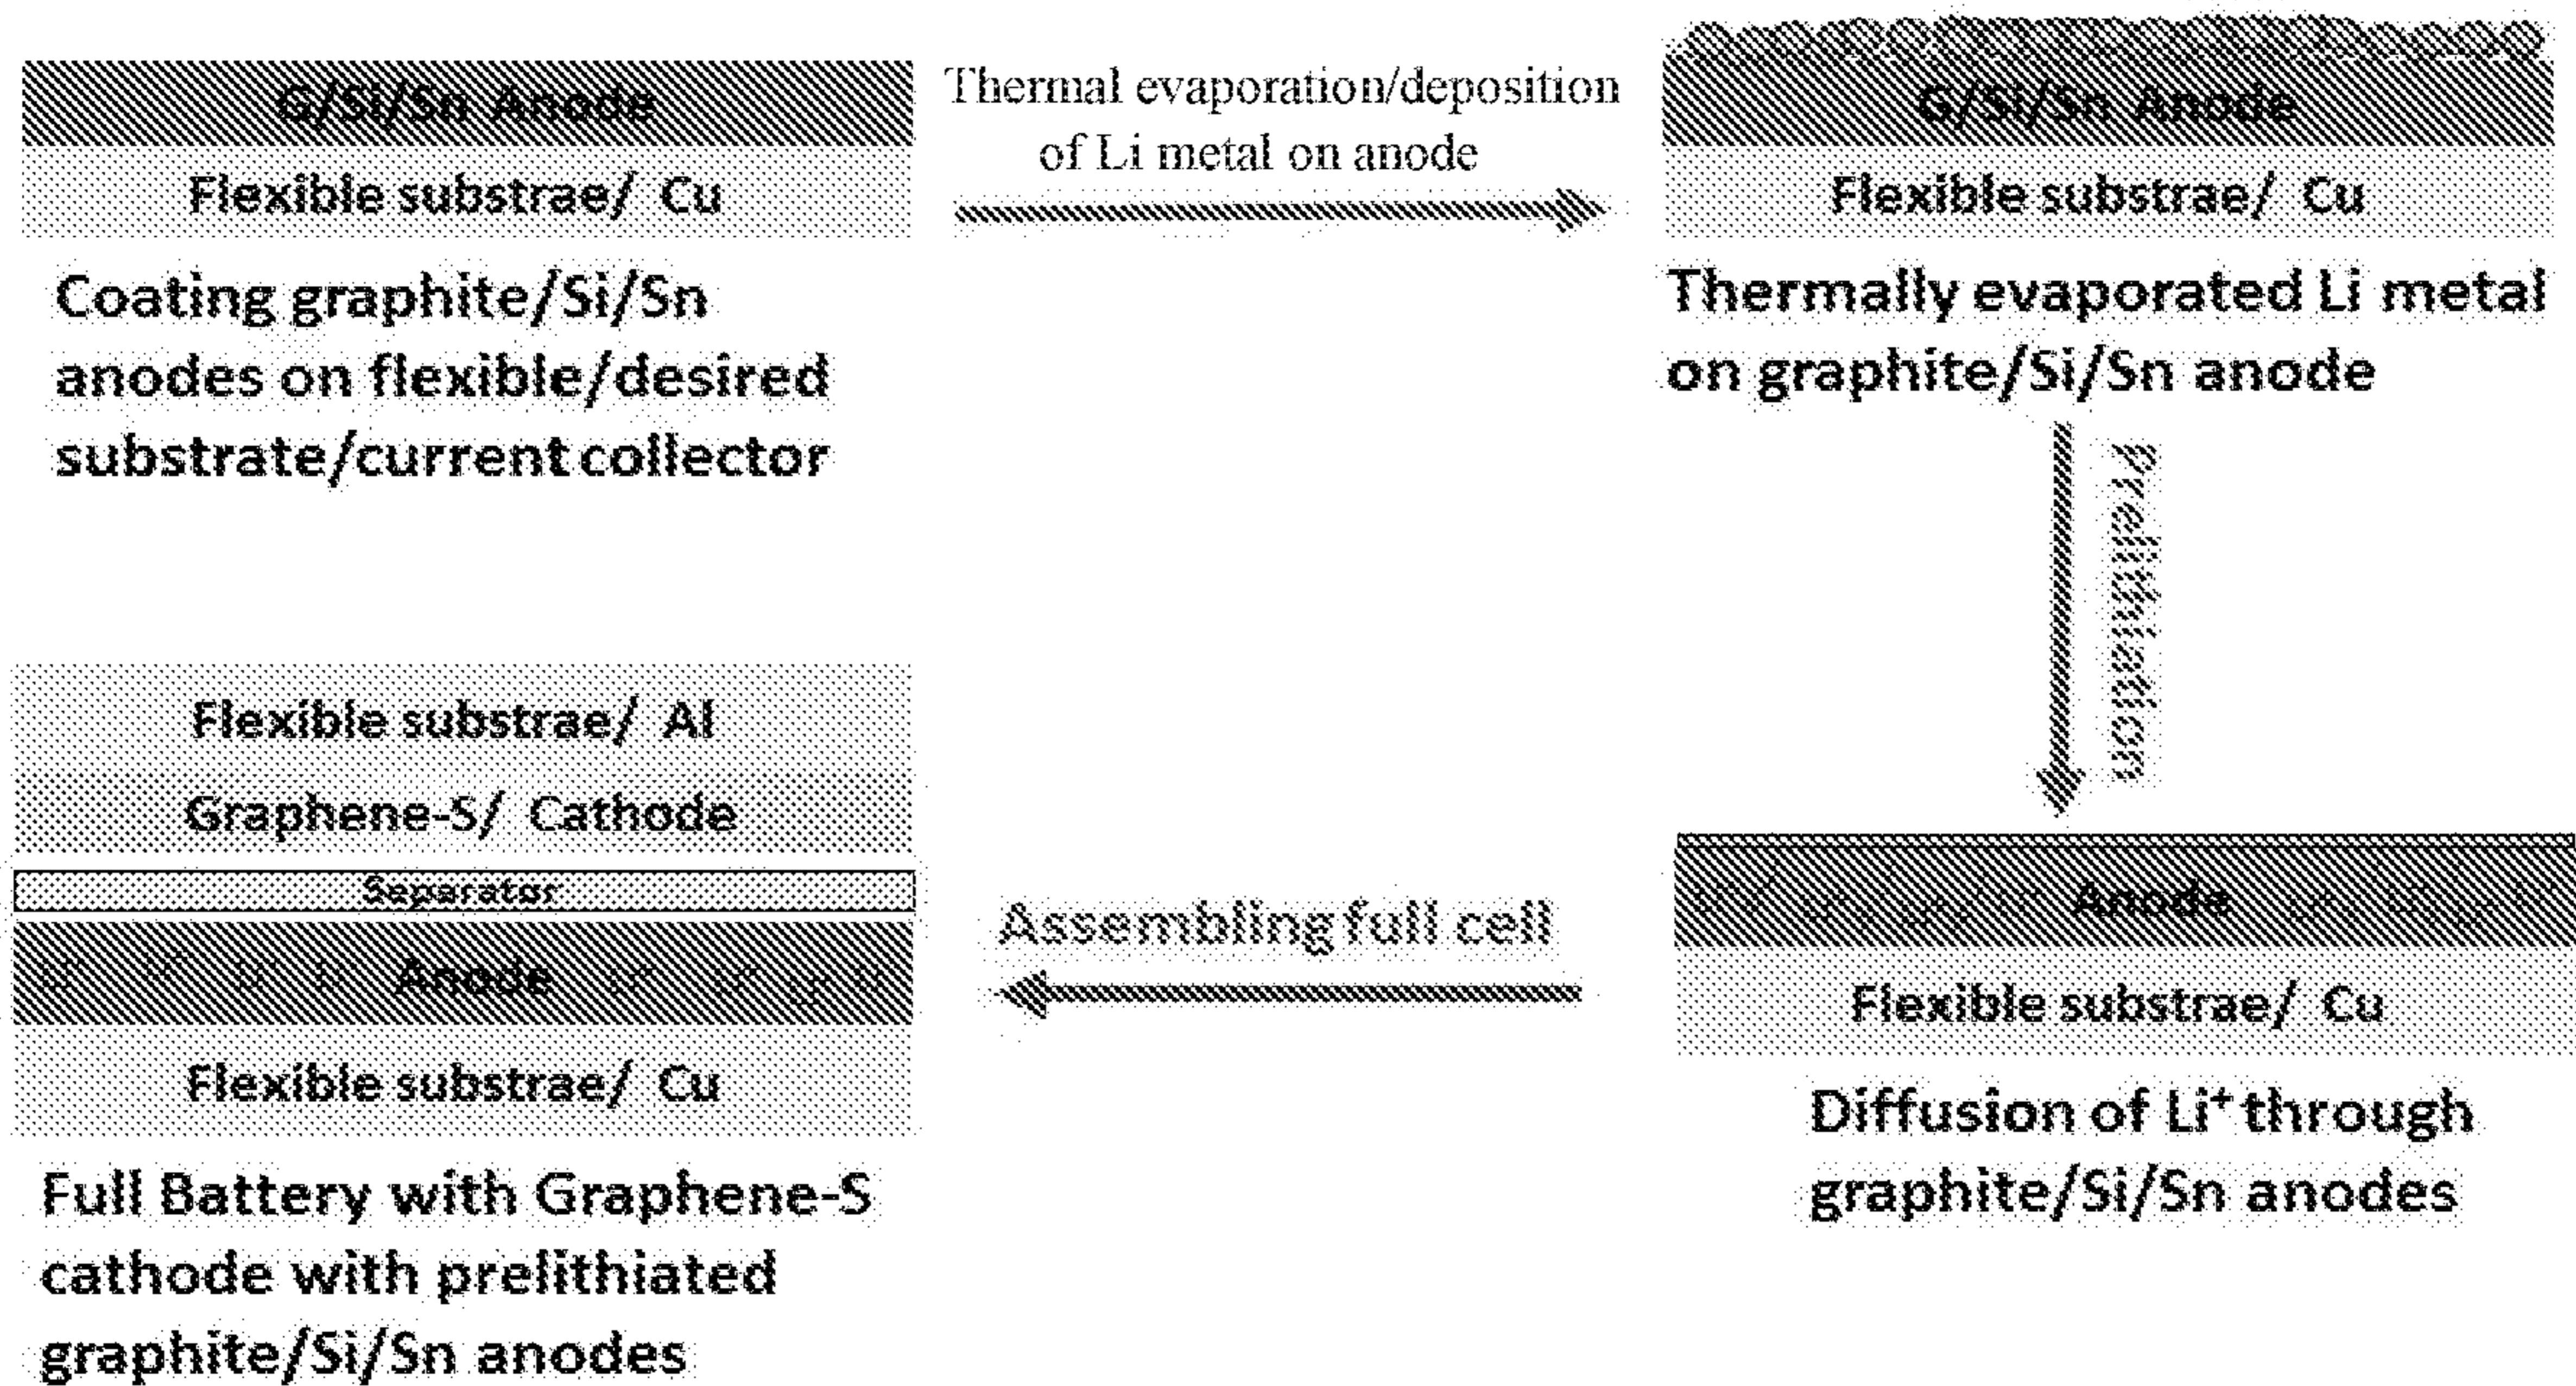 G/Si/Sn Anode
Flexible substrae/ Cu
Coating graphite/Si/Sn
anodes on flexible/desired
substrate/current collector
Thermal evaporation/deposition
of Li metal on anode
G/Si/Sn Anode
Flexible substrae/ Cu
Thermally evaporated Li metal
on graphite/Si/Sn anode
Prelithiation
Anode
Flexible substrae/ Cu
Diffusion of Li⁺ through
graphite/Si/Sn anodes
Assembling full cell
Flexible substrae/ Al
Graphene-S/ Cathode
Separator
Anode
Flexible substrae/ Cu
Full Battery with Graphene-S
cathode with prelithiated
graphite/Si/Sn anodes